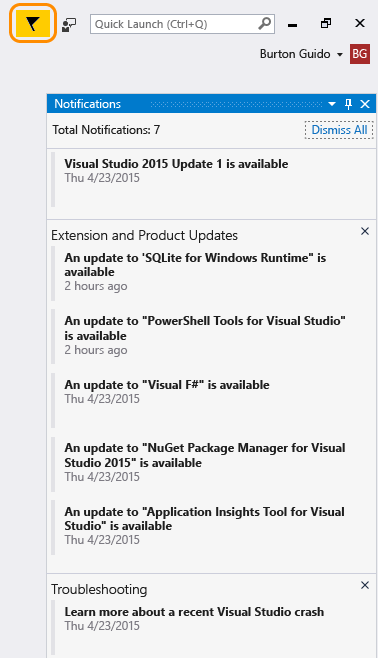 Quick Launch (Ctrl+Q)
Burton Guido
BG
Notifications
Total Notifications: 7
Dismiss All
Visual Studio 2015 Update 1 is available
Thu 4/23/2015
Extension and Product Updates
An update to 'SQLite for Windows Runtime" is
available
2 hours ago
An update to "PowerShell Tools for Visual Studio"
is available
2 hours ago
An update to "Visual F#" is available
Thu 4/23/2015
An update to "NuGet Package Manager for Visual
Studio 2015" is available
Thu 4/23/2015
An update to "Application Insights Tool for Visual
Studio" is available
Thu 4/23/2015
Troubleshooting
Learn more about a recent Visual Studio crash
Thu 4/23/2015